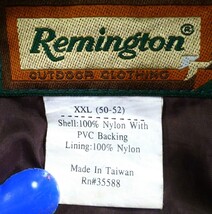 Remington®
OUTDOOR CLOTHING
XXL (50-52)
Shell:100% Nylon With
PVC Backing
Lining:100% Nylon
Made In Taiwan
Rn#35588